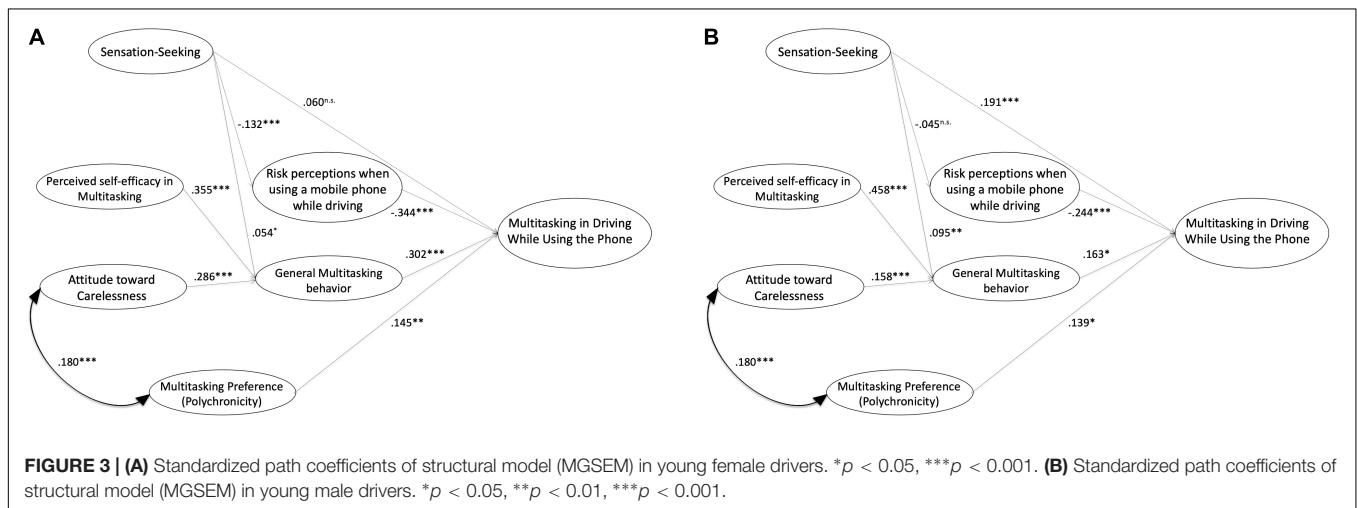 A
Sensation-Seeking
.060n.s.
-.132***
Perceived self-efficacy in
Multitasking
.355***
Risk perceptions when
using a mobile phone
while driving
-.344***
Multitasking in Driving
While Using the Phone
.054*
.302***
Attitude toward
Carelessness
.286***
General Multitasking
behavior
.145**
.180***
Multitasking Preference
(Polychronicity)
B
Sensation-Seeking
.191***
-.045n.s.
Perceived self-efficacy in
Multitasking
.458***
Risk perceptions when
using a mobile phone
while driving
-.244***
Multitasking in Driving
While Using the Phone
.095**
.163*
Attitude toward
Carelessness
.158***
General Multitasking
behavior
.139*
.180***
Multitasking Preference
(Polychronicity)
FIGURE 3 | (A) Standardized path coefficients of structural model (MGSEM) in young female drivers. *p < 0.05, ***p < 0.001. (B) Standardized path coefficients of
structural model (MGSEM) in young male drivers. *p < 0.05, **p < 0.01, ***p < 0.001.